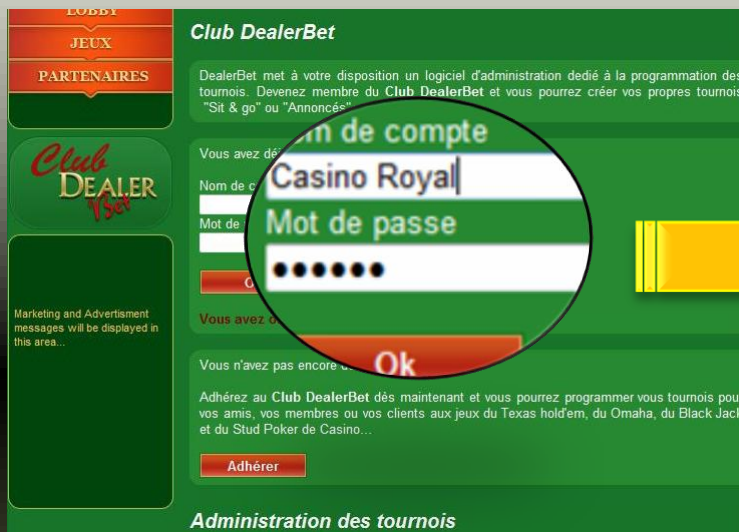 LOBBY
JEUX
PARTENAIRES
Club
DEALER
Bet
Marketing and Advertisment
messages will be displayed in
this area...
Club DealerBet
DealerBet met à votre disposition un logiciel d'administration dedié à la programmation des
tournois. Devenez membre du Club DealerBet et vous pourrez créer vos propres tournois
"Sit & go" ou "Annoncés"
Vous avez
Nom de
Mot de
de compte
Casino Royal
Mot de passe
••••••
Ok
Vous avez
Vous n'avez pas encore
Adhérez au Club DealerBet dès maintenant et vous pourrez programmer vous tournois
vos amis, vos membres ou vos clients aux jeux du Texas hold'em, du Omaha, du Black Jack
et du Stud Poker de Casino...
Adhérer
Administration des tournois